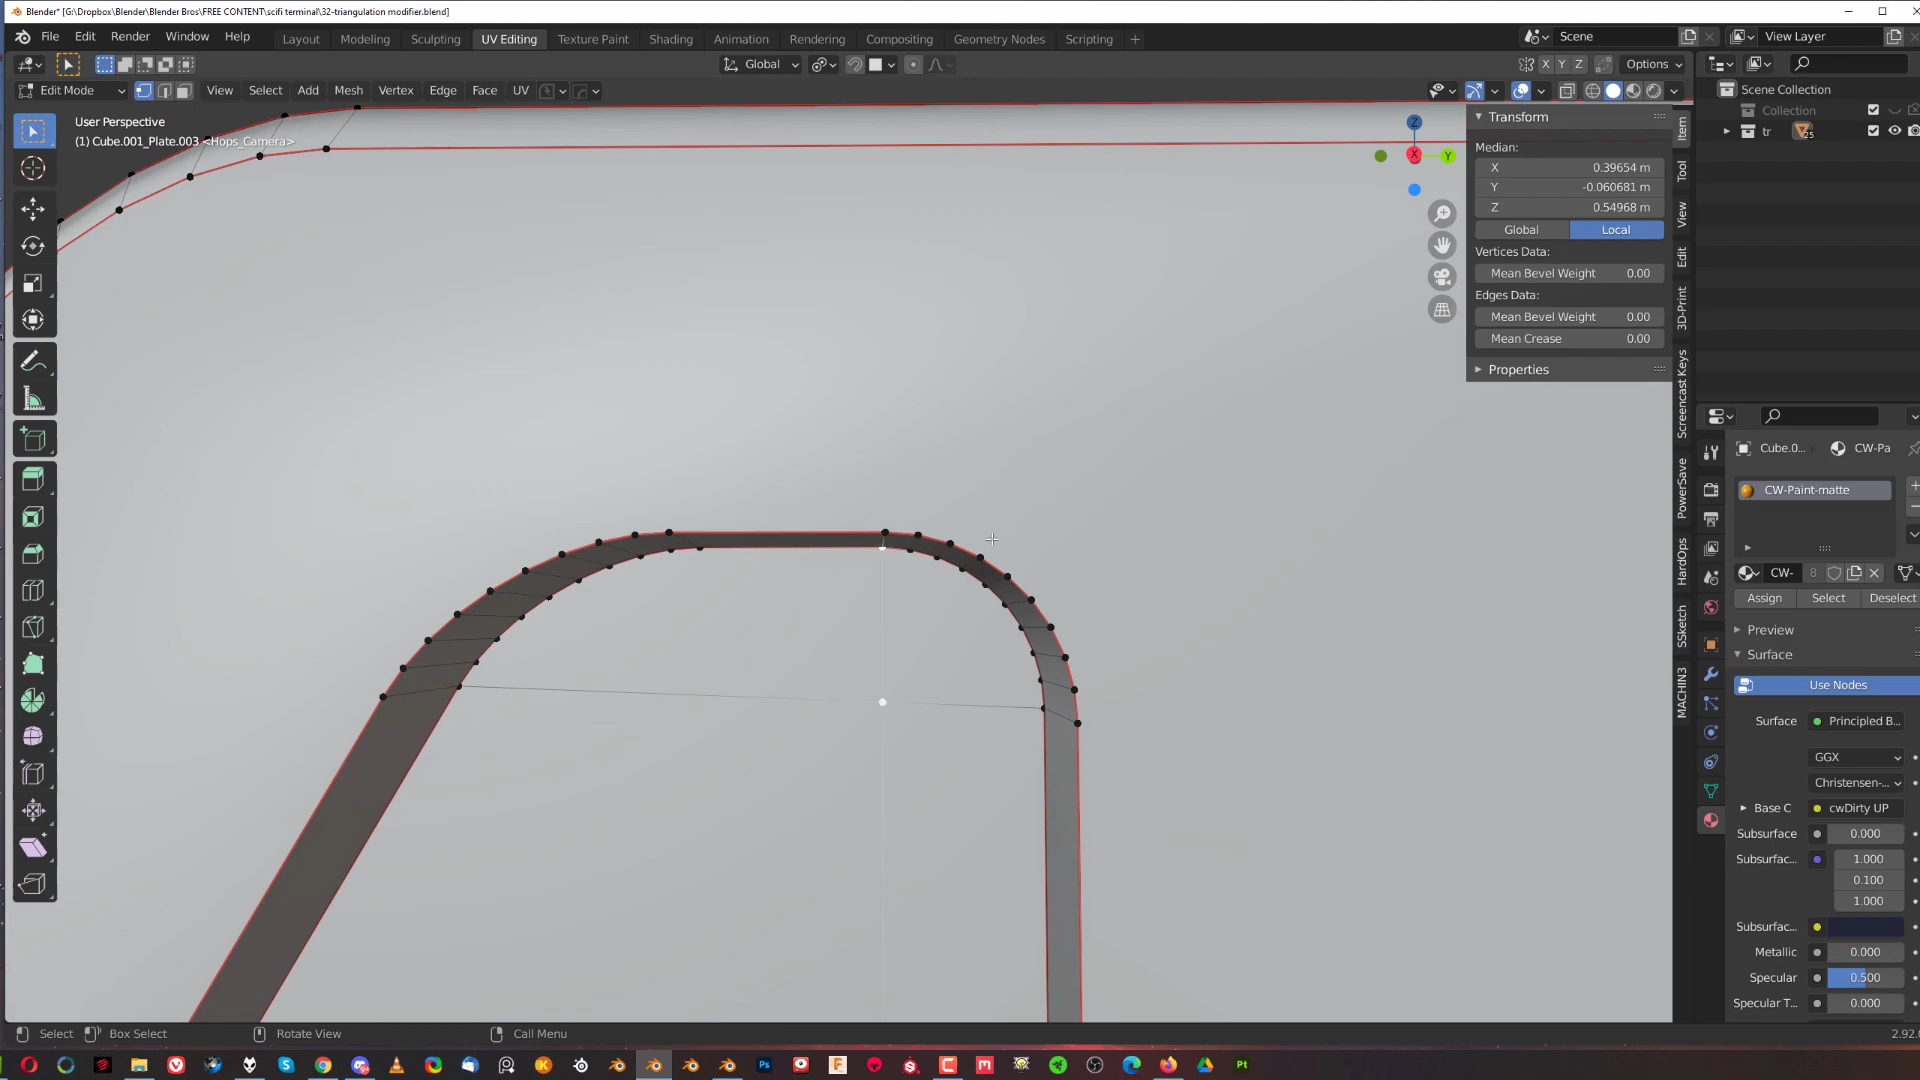 Blender* [G:\Dropbox\Blender\Blender Bros\FREE CONTENT\scifi terminal\32-triangulation modifier.blend]
File Edit Render Window Help Layout Modeling Sculpting UV Editing Texture Paint Shading Animation Rendering Compositing Geometry Nodes Scripting + Scene View Layer
Global X Y Z Options
Edit Mode View Select Add Mesh Vertex Edge Face UV
User Perspective
(1) Cube.001_Plate.003 <Hops_Camera>
Z
X
Y
Transform
Median:
X 0.39654 m
Y -0.060681 m
Z 0.54968 m
Global Local
Vertices Data:
Mean Bevel Weight 0.00
Edges Data:
Mean Bevel Weight 0.00
Mean Crease 0.00
Properties
Item
Tool
View
Edit
3D-Print
Screencast Keys
PowerSave
HardOps
SSketch
MACHIN3
Scene Collection
Collection
tr 25
Cube.0... CW-Pa
CW-Paint-matte
CW- 8
Assign Select Deselect
Preview
Surface
Use Nodes
Surface Principled B...
GGX
Christensen-...
Base C cwDirty UP
Subsurface 0.000
Subsurfac... 1.000
0.100
1.000
Subsurfac...
Metallic 0.000
Specular 0.500
Specular T... 0.000
Select Box Select Rotate View Call Menu 2.92.0